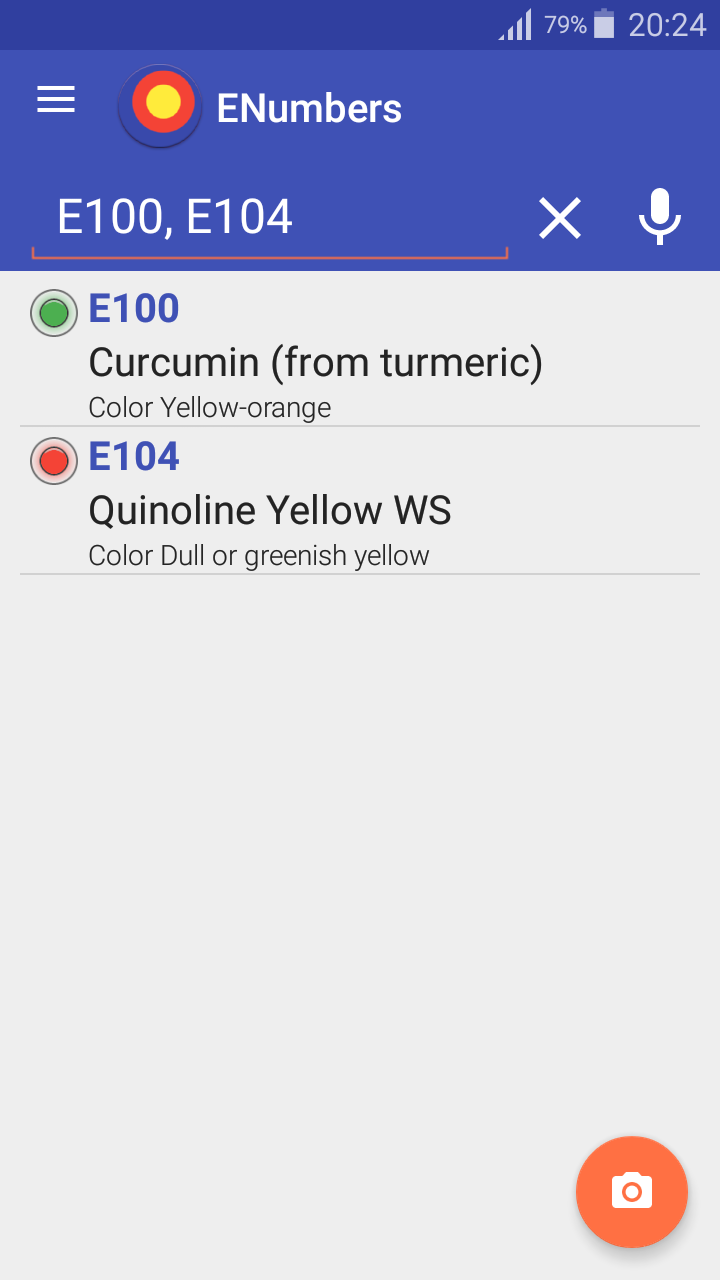 79% 20:24
ENumbers
E100, E104
E100
Curcumin (from turmeric)
Color Yellow-orange
E104
Quinoline Yellow WS
Color Dull or greenish yellow